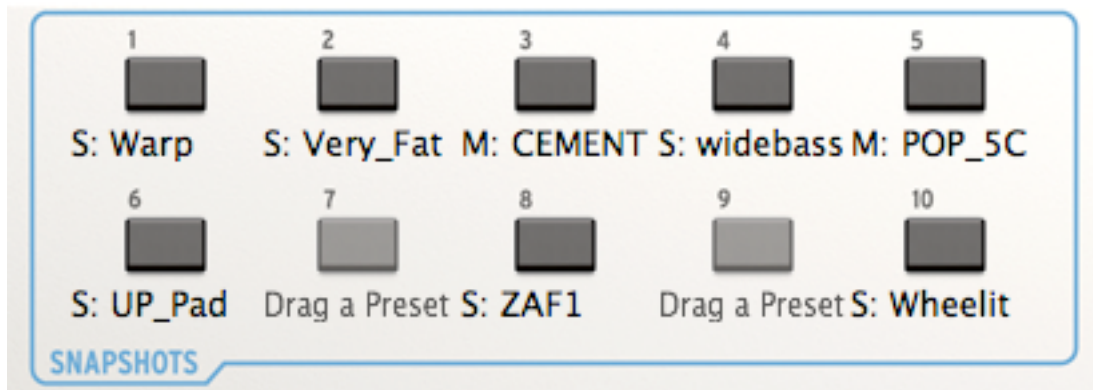 1 2 3 4 5
S: Warp S: Very_Fat M: CEMENT S: widebass M: POP_5C
6 7 8 9 10
S: UP_Pad Drag a Preset S: ZAF1 Drag a Preset S: Wheelit
SNAPSHOTS